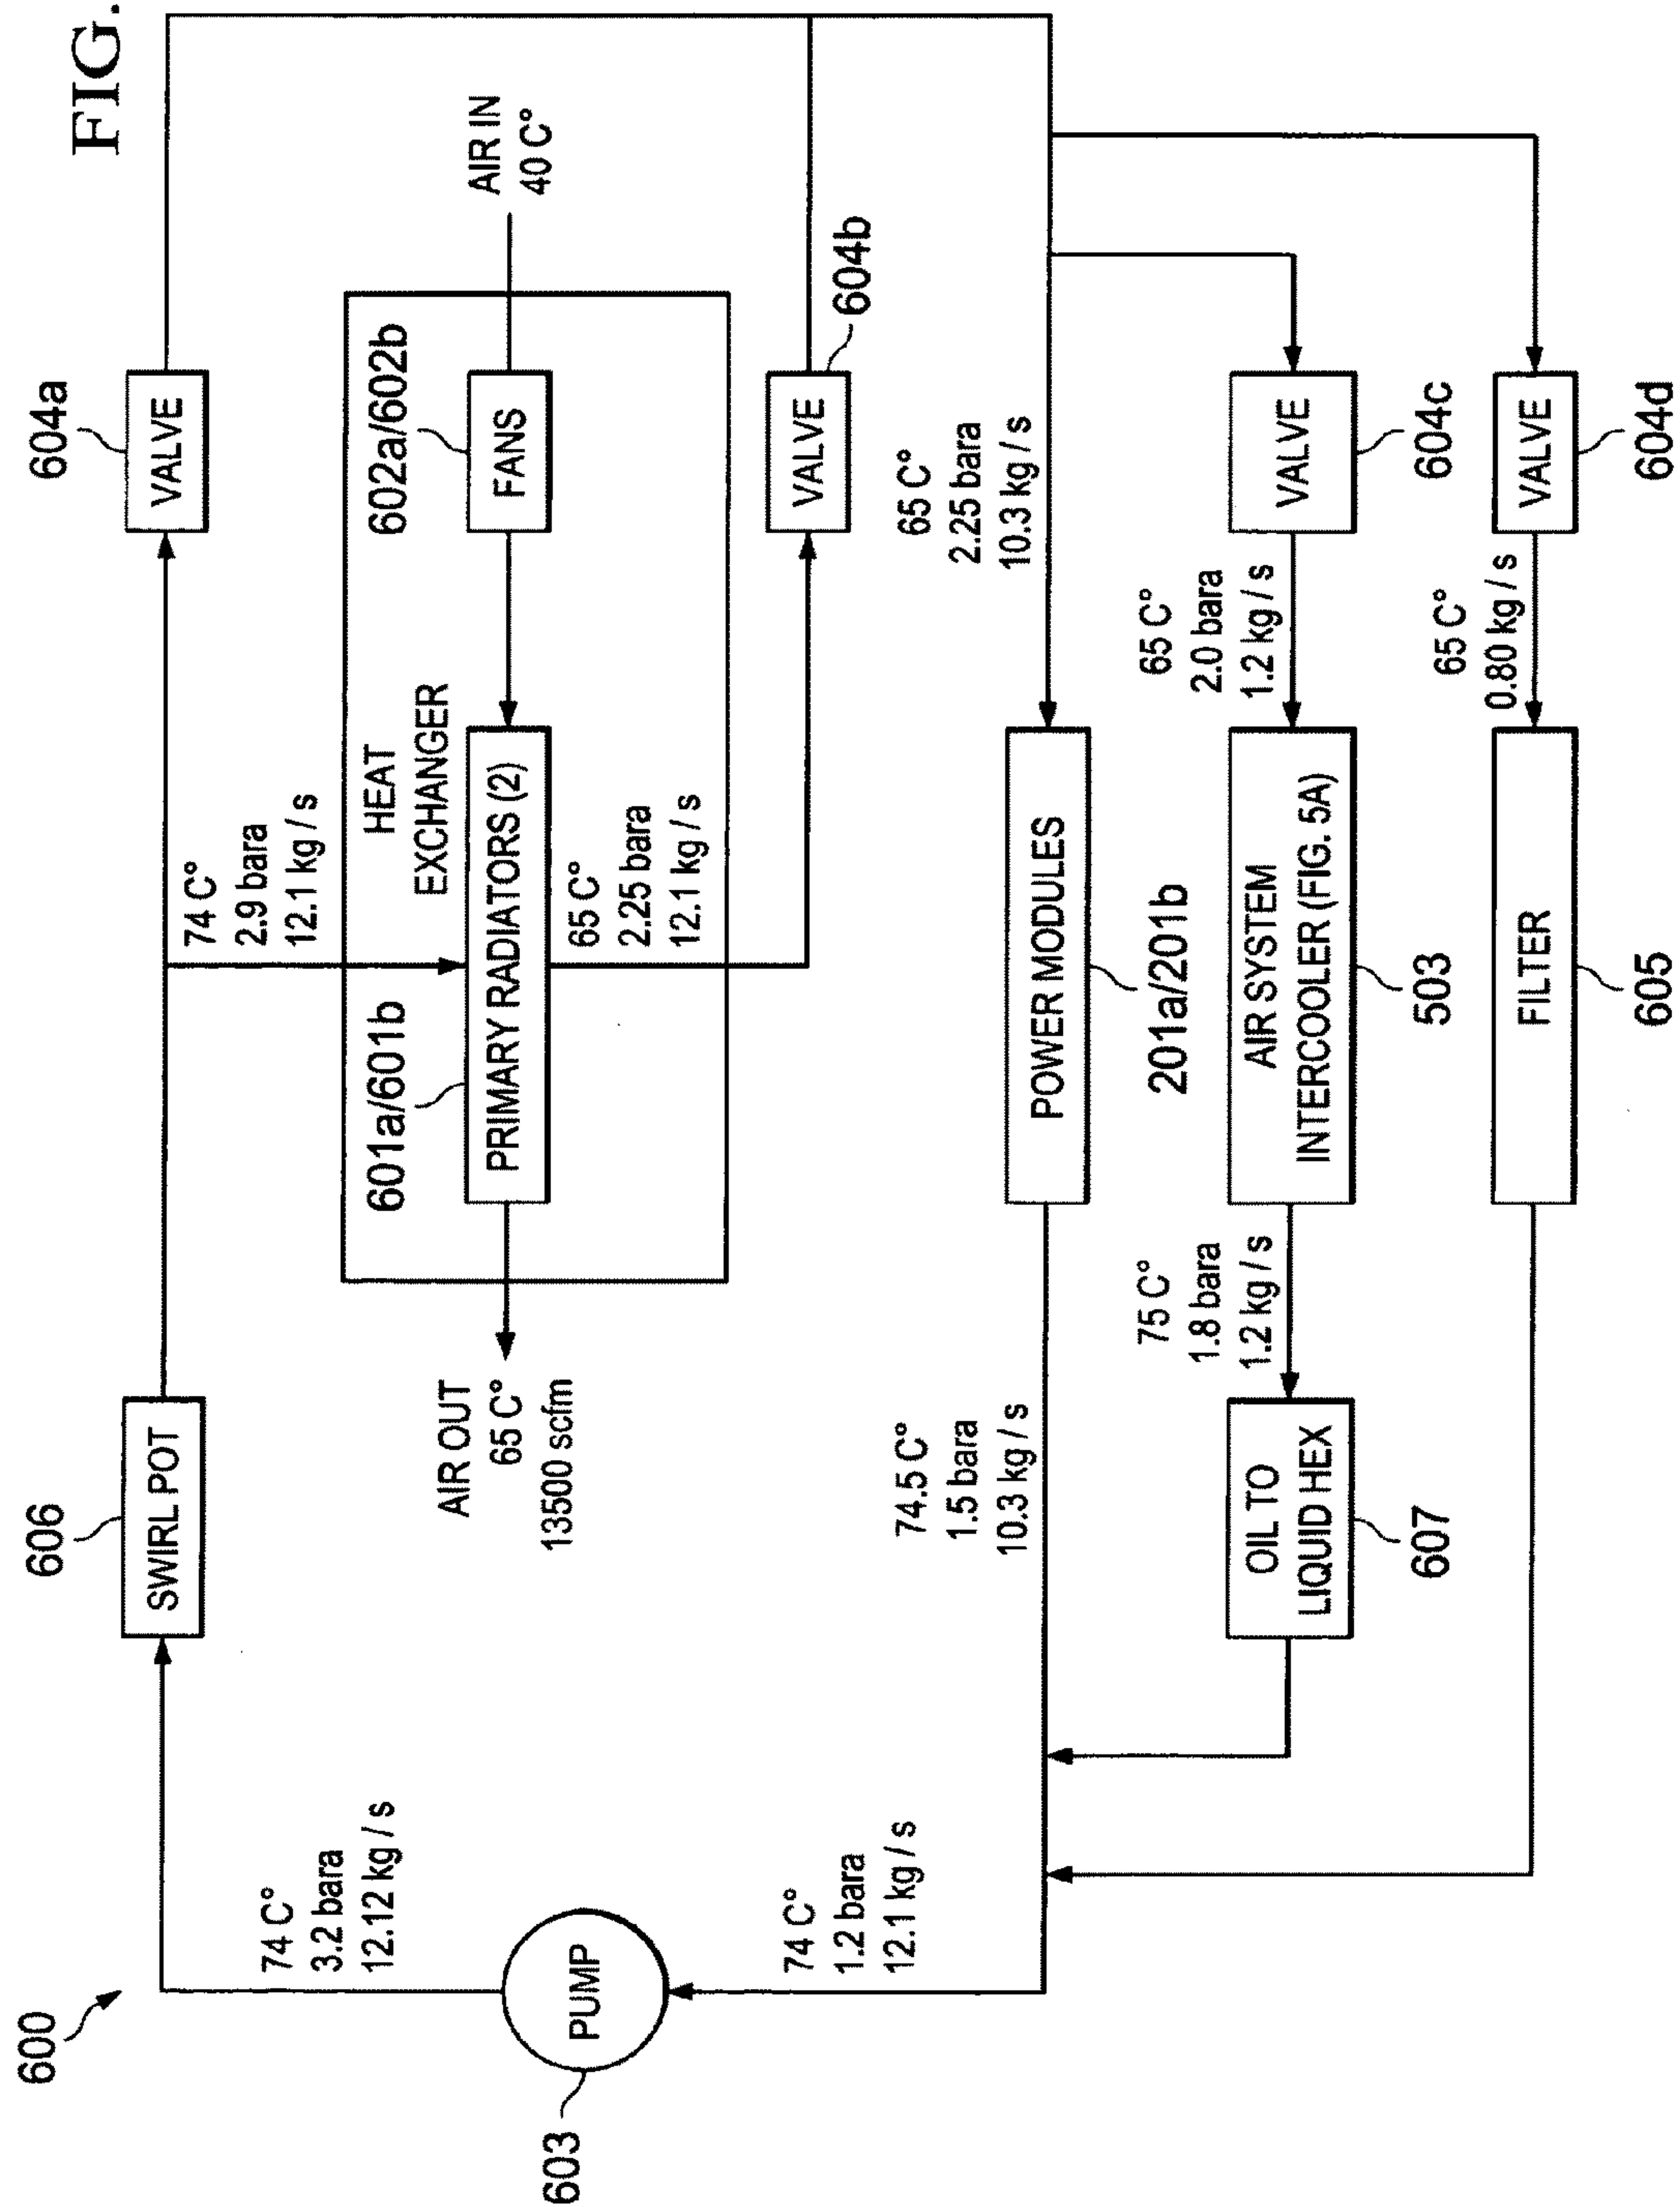 FIG.
600
606
SWIRL POT
604a
VALVE
74 C°
3.2 bara
12.12 kg / s
74 C°
2.9 bara
12.1 kg / s
AIR OUT
65 C°
13500 scfm
601a/601b
PRIMARY RADIATORS (2)
HEAT
EXCHANGER
65 C°
2.25 bara
12.1 kg / s
602a/602b
FANS
AIR IN
40 C°
VALVE
604b
603
PUMP
74 C°
1.2 bara
12.1 kg / s
74.5 C°
1.5 bara
10.3 kg / s
POWER MODULES
201a/201b
65 C°
2.25 bara
10.3 kg / s
OIL TO
LIQUID HEX
607
75 C°
1.8 bara
1.2 kg / s
AIR SYSTEM
INTERCOOLER (FIG. 5A)
503
65 C°
2.0 bara
1.2 kg / s
VALVE
604c
FILTER
605
65 C°
0.80 kg / s
VALVE
604d